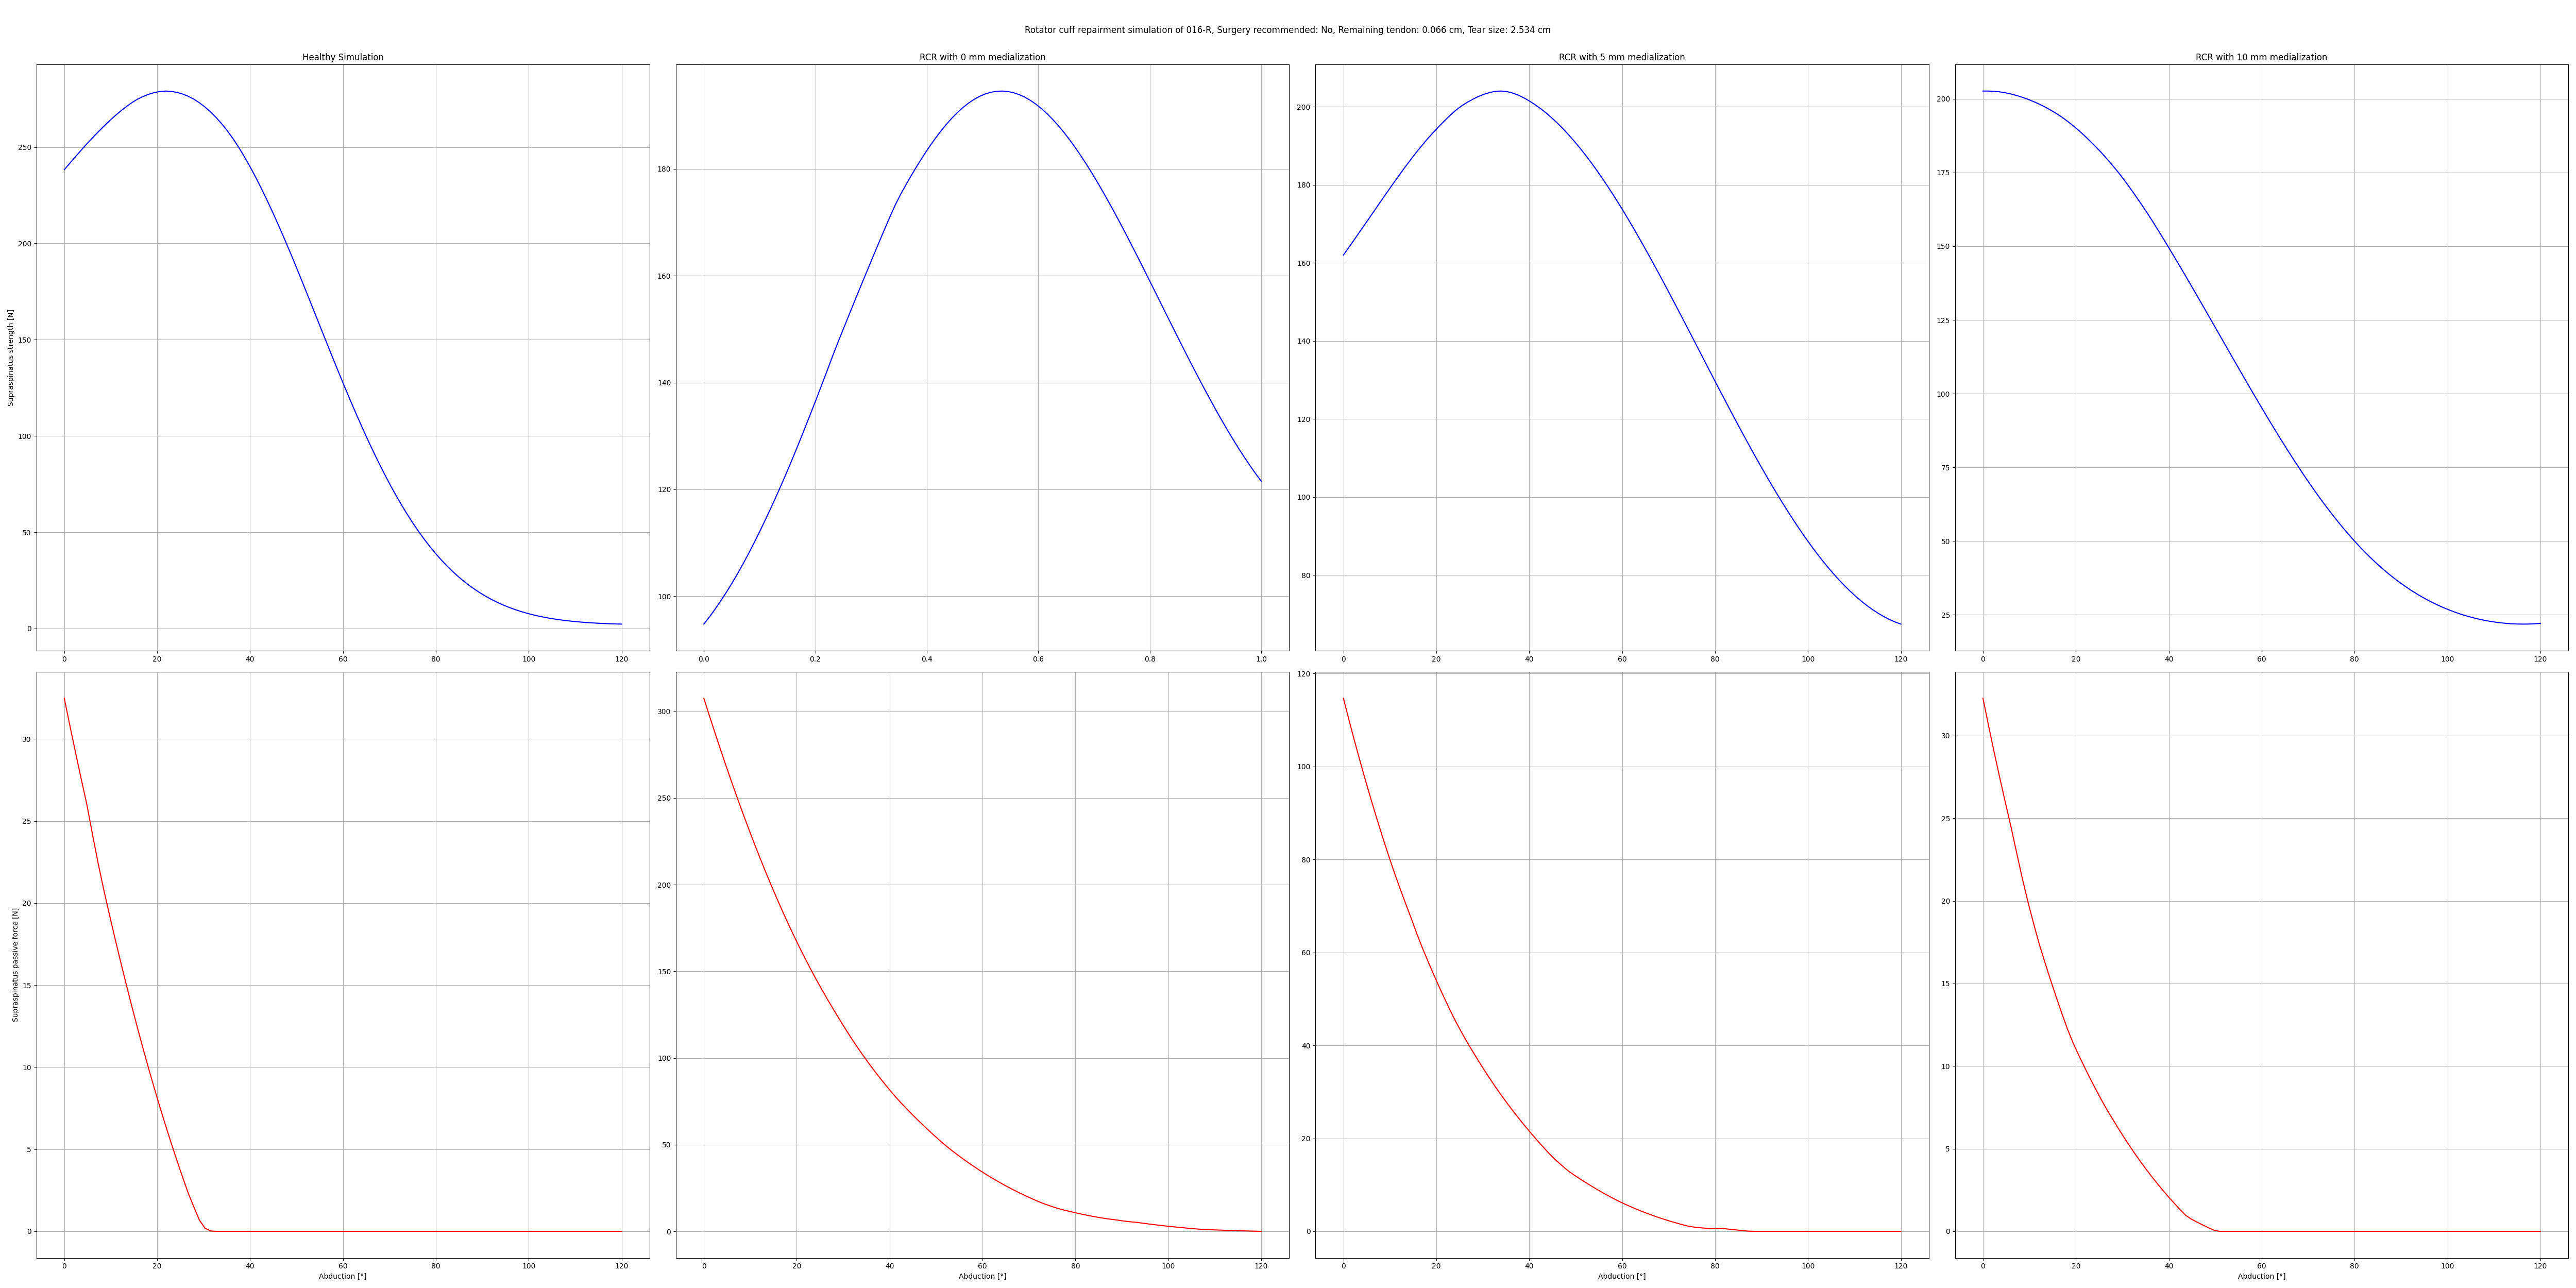 Rotator cuff repairment simulation of 016-R, Surgery recommended: No, Remaining tendon: 0.066 cm, Tear size: 2.534 cm
Healthy Simulation
RCR with 0 mm medialization
RCR with 5 mm medialization
RCR with 10 mm medialization
Supraspinatus strength [N]
250
200
150
100
50
0
0 20 40 60 80 100 120
180
160
140
120
100
0.0 0.2 0.4 0.6 0.8 1.0
200
180
160
140
120
100
80
0 20 40 60 80 100 120
200
175
150
125
100
75
50
25
0 20 40 60 80 100 120
Supraspinatus passive force [N]
30
25
20
15
10
5
0
0 20 40 60 80 100 120
Abduction [°]
300
250
200
150
100
50
0
0 20 40 60 80 100 120
Abduction [°]
120
100
80
60
40
20
0
0 20 40 60 80 100 120
Abduction [°]
30
25
20
15
10
5
0
0 20 40 60 80 100 120
Abduction [°]